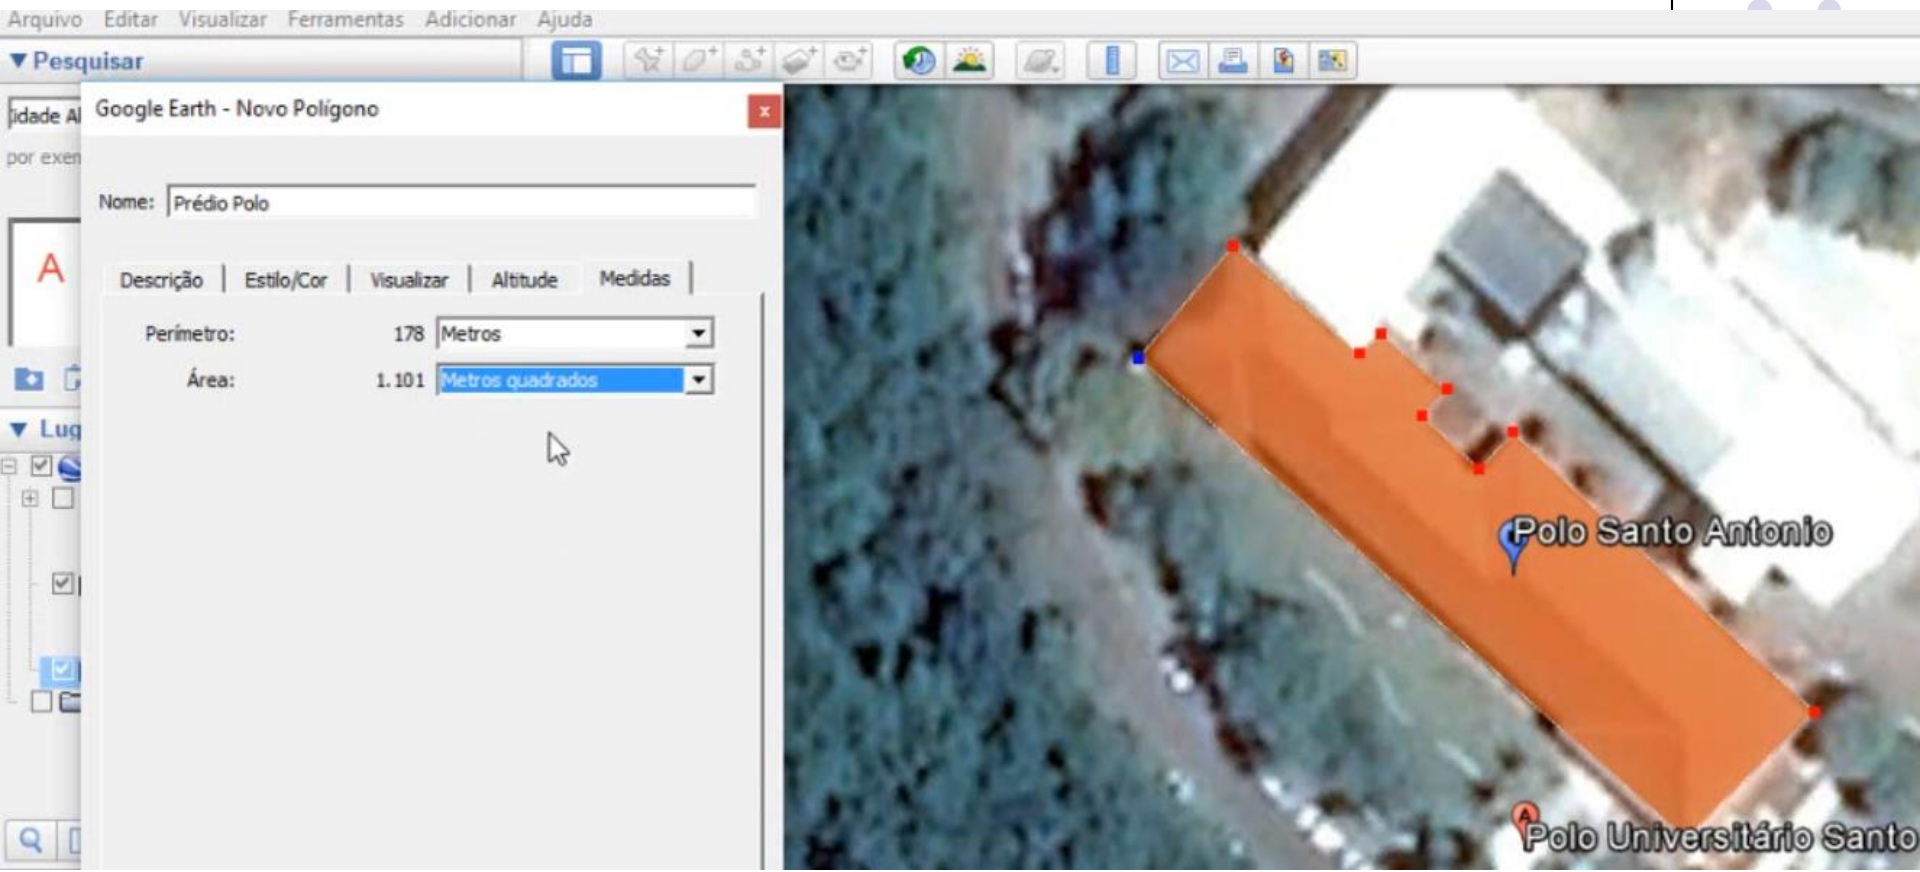 Arquivo Editar Visualizar Ferramentas Adicionar Ajuda
Pesquisar
Google Earth - Novo Polígono
x
por exen
Nome: Prédio Polo
A
Descrição Estilo/Cor Visualizar Altitude Medidas
Perímetro: 178 Metros
Área: 1.101 Metros quadrados
Lug
Polo Santo Antonio
A
Polo Universitário Santo